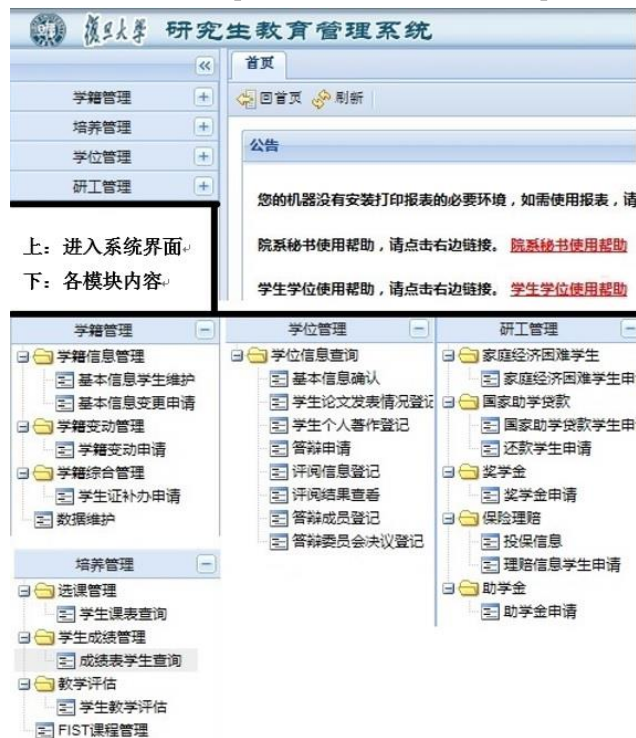 復旦大學 研究生教育管理系统
首页
学籍管理
回首页 刷新
培养管理
学位管理
公告
研工管理
您的机器没有安装打印报表的必要环境，如需使用报表，请
上：进入系统界面
院系秘书使用帮助，请点击右边链接。 院系秘书使用帮助
下：各模块内容
学生学位使用帮助，请点击右边链接。 学生学位使用帮助
学籍管理
学籍信息管理
基本信息学生维护
基本信息变更申请
学籍变动管理
学籍变动申请
学籍综合管理
学生证补办申请
数据维护
学位管理
学位信息查询
基本信息确认
学生论文发表情况登记
学生个人著作登记
答辩申请
评阅信息登记
评阅结果查看
答辩成员登记
答辩委员会决议登记
研工管理
家庭经济困难学生
家庭经济困难学生申
国家助学贷款
国家助学贷款学生申
还款学生申请
奖学金
奖学金申请
保险理赔
投保信息
理赔信息学生申请
助学金
助学金申请
培养管理
选课管理
学生课表查询
学生成绩管理
成绩表学生查询
教学评估
学生教学评估
FIST课程管理